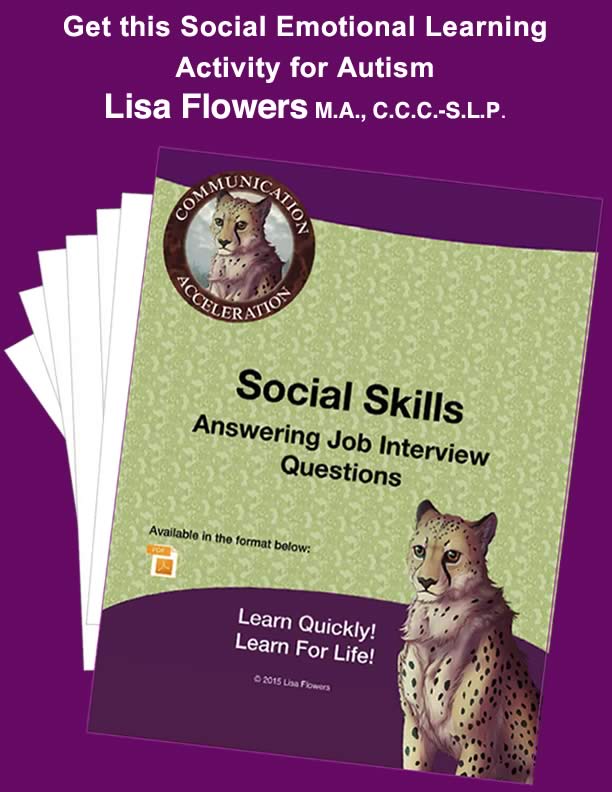 Get this Social Emotional Learning
Activity for Autism
Lisa Flowers M.A., C.C.C.-S.L.P.
COMMUNICATION
ACCELERATION
Social Skills
Answering Job Interview
Questions
Available in the format below:
PDF
Learn Quickly!
Learn For Life!
© 2015 Lisa Flowers